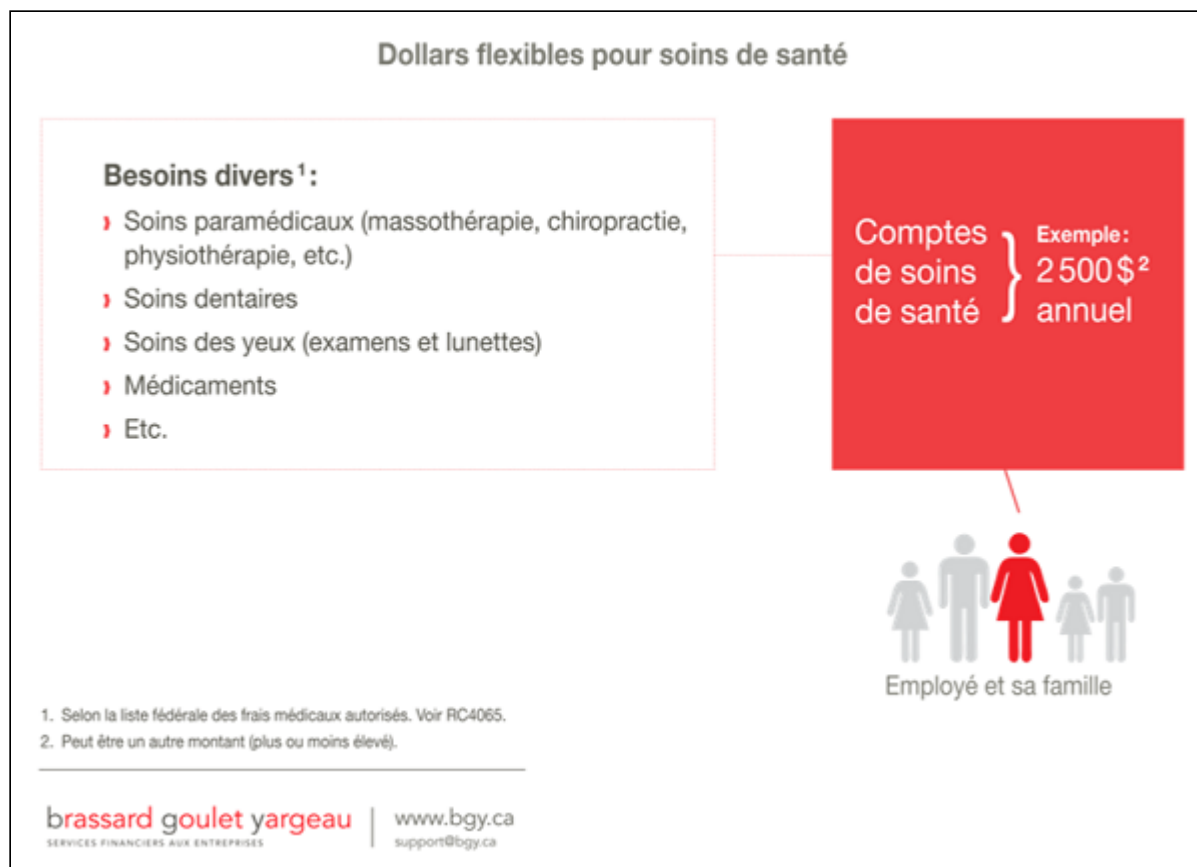 Dollars flexibles pour soins de santé
Besoins divers¹:
Soins paramédicaux (massothérapie, chiropractie,
physiothérapie, etc.)
Soins dentaires
Soins des yeux (examens et lunettes)
Médicaments
Etc.
Comptes
de soins
de santé
Exemple:
2 500 $²
annuel
Employé et sa famille
1. Selon la liste fédérale des frais médicaux autorisés. Voir RC4065.
2. Peut être un autre montant (plus ou moins élevé).
brassard goulet yargeau
SERVICES FINANCIERS AUX ENTREPRISES
www.bgy.ca
support@bgy.ca